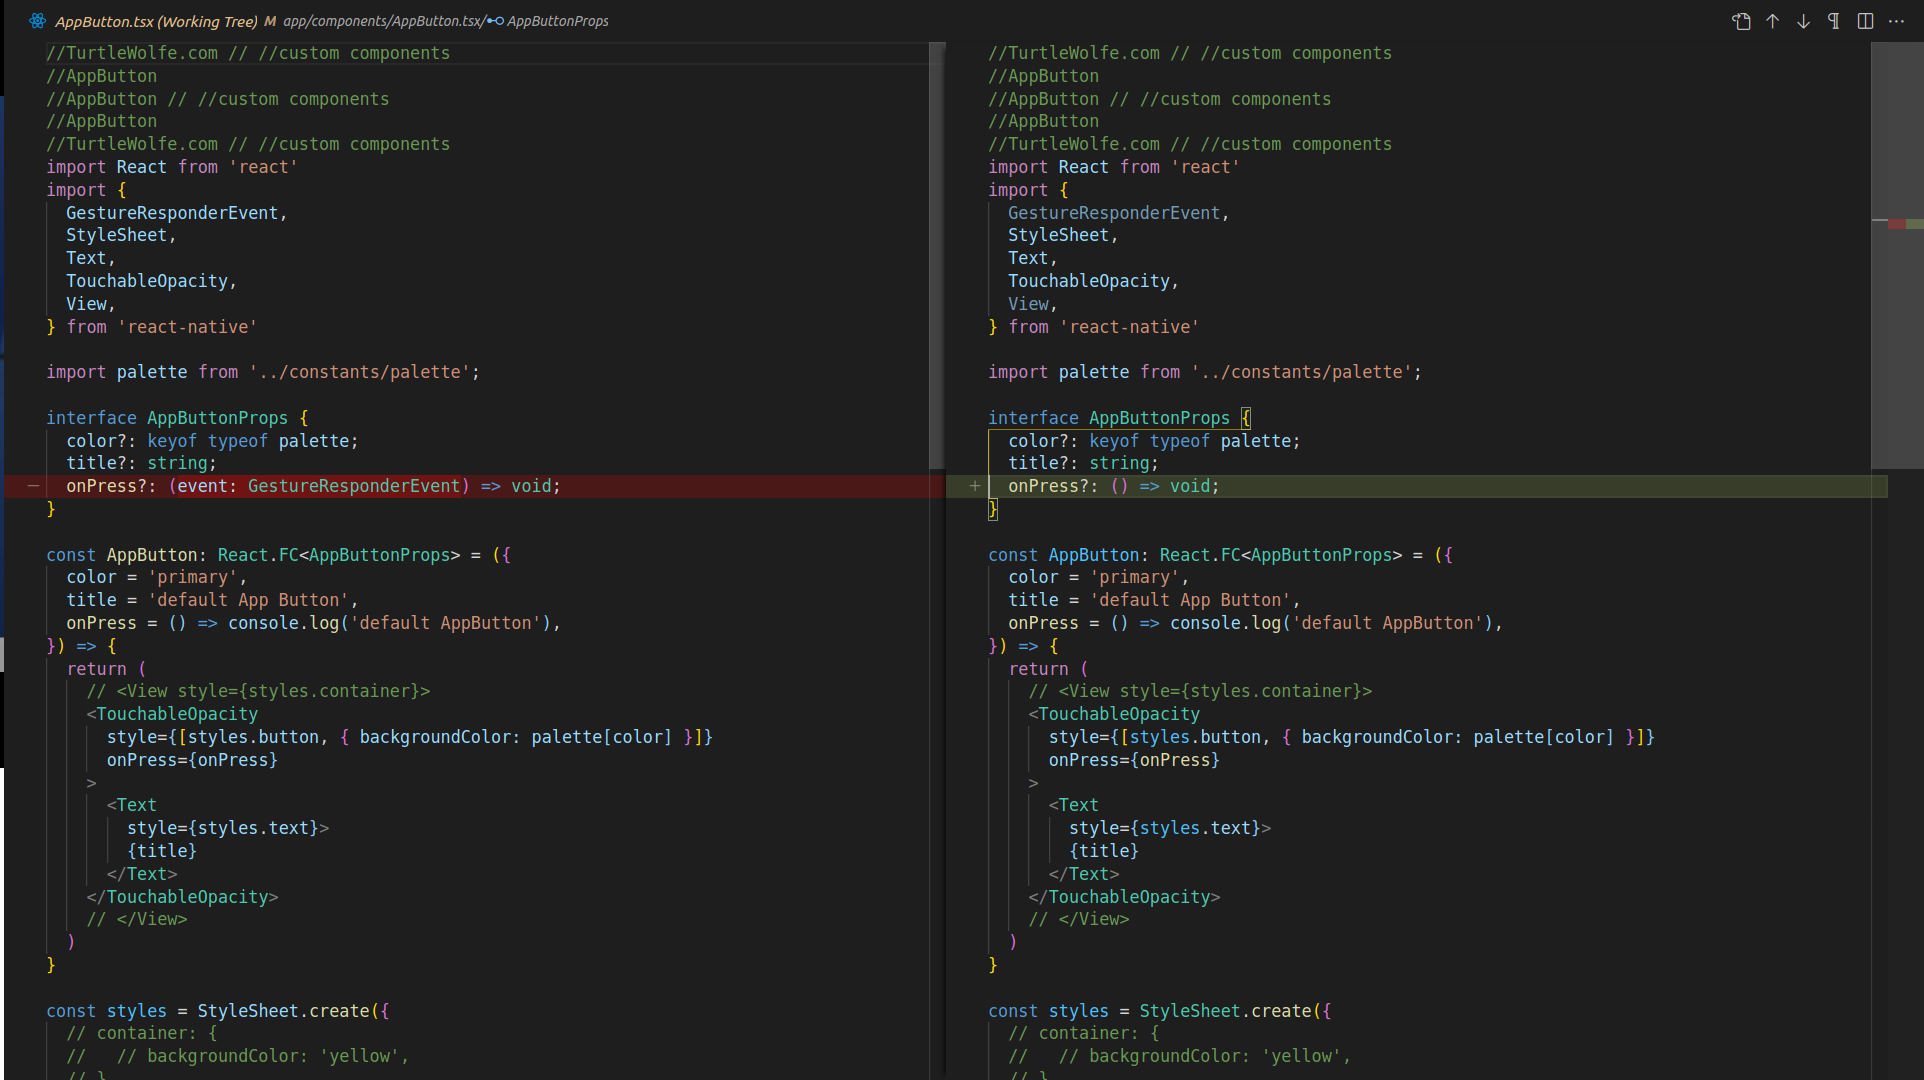 AppButton.tsx (Working Tree) M app/components/AppButton.tsx/ AppButtonProps
//TurtleWolfe.com // //custom components
//AppButton
//AppButton // //custom components
//AppButton
//TurtleWolfe.com // //custom components
import React from 'react'
import {
  GestureResponderEvent,
  StyleSheet,
  Text,
  TouchableOpacity,
  View,
} from 'react-native'
import palette from '../constants/palette';
interface AppButtonProps {
  color?: keyof typeof palette;
  title?: string;
— onPress?: (event: GestureResponderEvent) => void;
}
const AppButton: React.FC<AppButtonProps> = ({
  color = 'primary',
  title = 'default App Button',
  onPress = () => console.log('default AppButton'),
}) => {
  return (
    // <View style={styles.container}>
    <TouchableOpacity
      style={[styles.button, { backgroundColor: palette[color] }]}
      onPress={onPress}
    >
      <Text
        style={styles.text}>
        {title}
      </Text>
    </TouchableOpacity>
    // </View>
  )
}
const styles = StyleSheet.create({
  // container: {
  //   // backgroundColor: 'yellow',
  // }
//TurtleWolfe.com // //custom components
//AppButton
//AppButton // //custom components
//AppButton
//TurtleWolfe.com // //custom components
import React from 'react'
import {
  GestureResponderEvent,
  StyleSheet,
  Text,
  TouchableOpacity,
  View,
} from 'react-native'
import palette from '../constants/palette';
interface AppButtonProps {
  color?: keyof typeof palette;
  title?: string;
+ onPress?: () => void;
}
const AppButton: React.FC<AppButtonProps> = ({
  color = 'primary',
  title = 'default App Button',
  onPress = () => console.log('default AppButton'),
}) => {
  return (
    // <View style={styles.container}>
    <TouchableOpacity
      style={[styles.button, { backgroundColor: palette[color] }]}
      onPress={onPress}
    >
      <Text
        style={styles.text}>
        {title}
      </Text>
    </TouchableOpacity>
    // </View>
  )
}
const styles = StyleSheet.create({
  // container: {
  //   // backgroundColor: 'yellow',
  // }